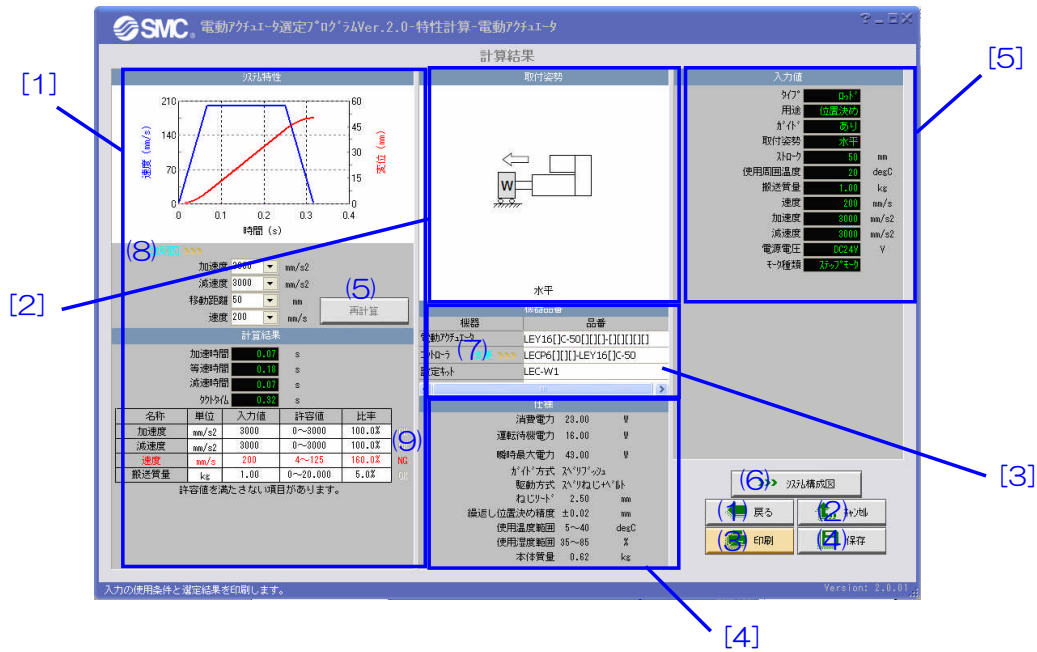 SMC. 電動ｱｸﾁｭｴｰﾀ選定ﾌﾟﾛｸﾞﾗﾑVer.2.0-特性計算-電動ｱｸﾁｭｴｰﾀ
計算結果
[1]
ｼｽﾃﾑ特性
210
140
70
0
速度 (mm/s)
60
45
30
15
0
変位 (mm)
0 0.1 0.2 0.3 0.4
時間 (s)
(8)
加速度 3000 mm/s2
減速度 3000 mm/s2
移動距離 50 mm
速度 200 mm/s
(5)
再計算
計算結果
加速時間 0.07 s
等速時間 0.18 s
減速時間 0.07 s
ﾀｸﾄﾀｲﾑ 0.32 s
名称 単位 入力値 許容値 比率
加速度 mm/s2 3000 0～3000 100.0%
減速度 mm/s2 3000 0～3000 100.0%
速度 mm/s 200 4～125 160.0% NG
搬送質量 kg 1.00 0～20.000 5.0% OK
(9)
許容値を満たさない項目があります。
[2]
取付姿勢
W
水平
[3]
機器 品番
電動ｱｸﾁｭｴｰﾀ LEY16[]C-50[][][]-[][][][][]
ｺﾝﾄﾛｰﾗ LECP6[][][]-LEY16[]C-50
(7)
設定ｷｯﾄ LEC-W1
[4]
仕様
消費電力 23.00 W
運転待機電力 16.00 W
瞬時最大電力 43.00 W
ｶﾞｲﾄﾞ方式 ｽﾍﾞﾘﾌﾞｯｼｭ
駆動方式 ｽﾍﾞﾘねじ+ﾍﾞﾙﾄ
ねじﾘｰﾄﾞ 2.50 mm
繰返し位置決め精度 ±0.02 mm
使用温度範囲 5～40 degC
使用湿度範囲 35～85 %
本体質量 0.62 kg
[5]
入力値
ﾀｲﾌﾟ ﾛｯﾄﾞ
用途 位置決め
ｶﾞｲﾄﾞ あり
取付姿勢 水平
ｽﾄﾛｰｸ 50 mm
使用周囲温度 20 degC
搬送質量 1.00 kg
速度 200 mm/s
加速度 3000 mm/s2
減速度 3000 mm/s2
電源電圧 DC24V V
ﾓｰﾀ種類 ｽﾃｯﾌﾟﾓｰﾀ
(6) >>> ｼｽﾃﾑ構成図
(1) 戻る
(2) ｷｬﾝｾﾙ
(3) 印刷
(4) 保存
入力の使用条件と選定結果を印刷します。
Version: 2.0.01